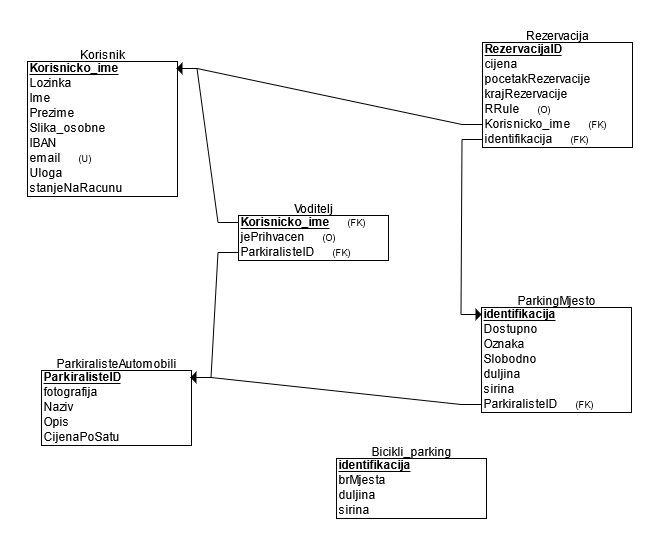 Korisnik
Korisnicko_ime
Lozinka
Ime
Prezime
Slika_osobne
IBAN
email (U)
Uloga
stanjeNaRacunu
Rezervacija
RezervacijaID
cijena
pocetakRezervacije
krajRezervacije
RRule (O)
Korisnicko_ime (FK)
identifikacija (FK)
Voditelj
Korisnicko_ime (FK)
jePrihvacen (O)
ParkiralisteID (FK)
ParkingMjesto
identifikacija
Dostupno
Oznaka
Slobodno
duljina
sirina
ParkiralisteID (FK)
ParkiralisteAutomobili
ParkiralisteID
fotografija
Naziv
Opis
CijenaPoSatu
Bicikli_parking
identifikacija
brMjesta
duljina
sirina